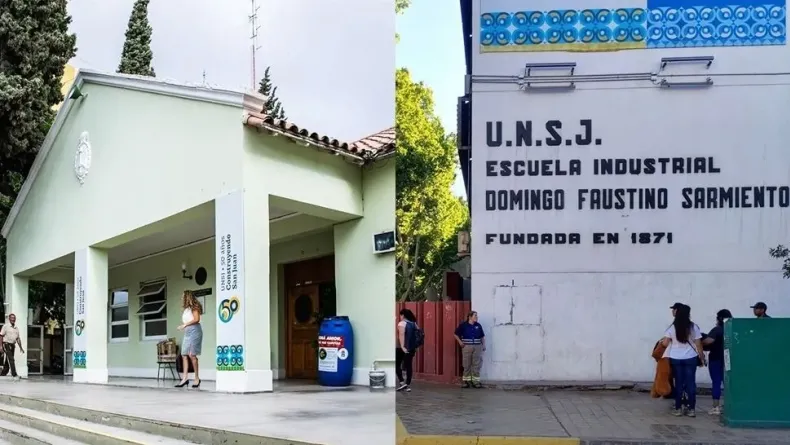 UNSJ • 50 años
Construyendo
San Juan
50
U.N.S.J.
ESCUELA INDUSTRIAL
DOMINGO FAUSTINO SARMIENTO
FUNDADA EN 1871